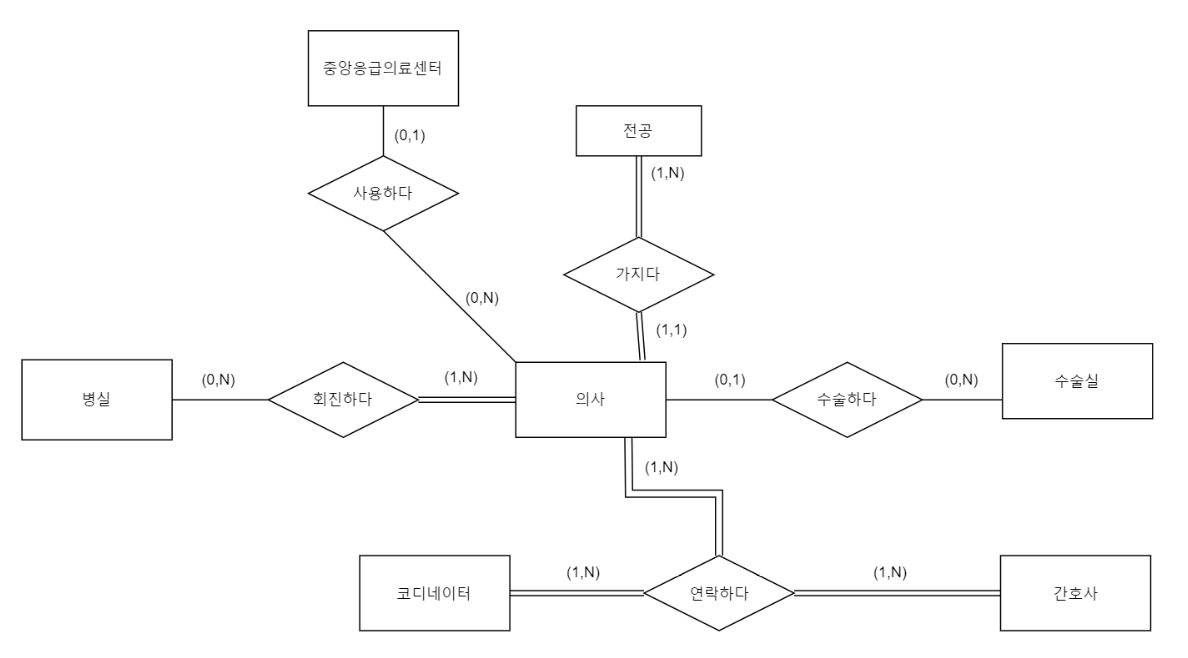 중앙응급의료센터
(0,1)
사용하다
(0,N)
전공
(1,N)
가지다
(1,1)
병실
(0,N)
회진하다
(1,N)
의사
(0,1)
수술하다
(0,N)
수술실
(1,N)
코디네이터
(1,N)
연락하다
(1,N)
간호사